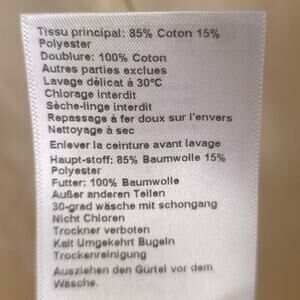 Tissu principal: 85% Coton 15%
Polyester
Doublure: 100% Coton
Autres parties exclues
Lavage délicat à 30°C
Chlorage interdit
Sèche-linge interdit
Repassage à fer doux sur l'envers
Nettoyage à sec
Enlever la ceinture avant lavage
Haupt-stoff: 85% Baumwolle 15%
Polyester
Futter: 100% Baumwolle
Außer anderen Teilen
30-grad wäsche mit schongang
Nicht Chloren
Trockner verboten
Kalt Umgekehrt Bugeln
Trockenreinigung
Ausziehen den Gürtel vor dem
Wäsche.